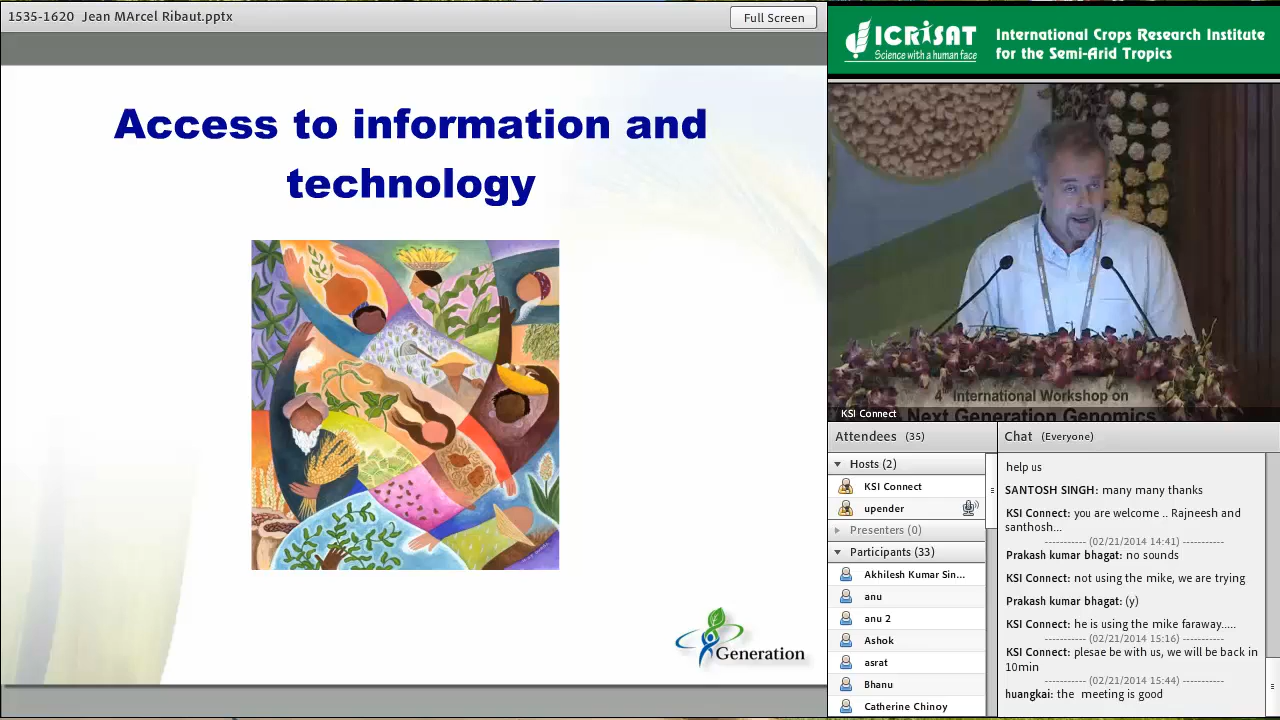 1535-1620 Jean MArcel Ribaut.pptx
Full Screen
Access to information and
technology
Generation
ICRISAT
Science with a human face
International Crops Research Institute
for the Semi-Arid Tropics
4th International Workshop on
Next Generation Genomics
KSI Connect
Attendees (35)
Hosts (2)
KSI Connect
upender
Presenters (0)
Participants (33)
Akhilesh Kumar Sin...
anu
anu 2
Ashok
asrat
Bhanu
Catherine Chinoy
Chat (Everyone)
help us
SANTOSH SINGH: many many thanks
KSI Connect: you are welcome .. Rajneesh and
santhosh...
----------- (02/21/2014 14:41) -----------
Prakash kumar bhagat: no sounds
KSI Connect: not using the mike, we are trying
Prakash kumar bhagat: (y)
KSI Connect: he is using the mike faraway.....
----------- (02/21/2014 15:16) -----------
KSI Connect: plesae be with us, we will be back in
10min
----------- (02/21/2014 15:44) -----------
huangkai: the meeting is good